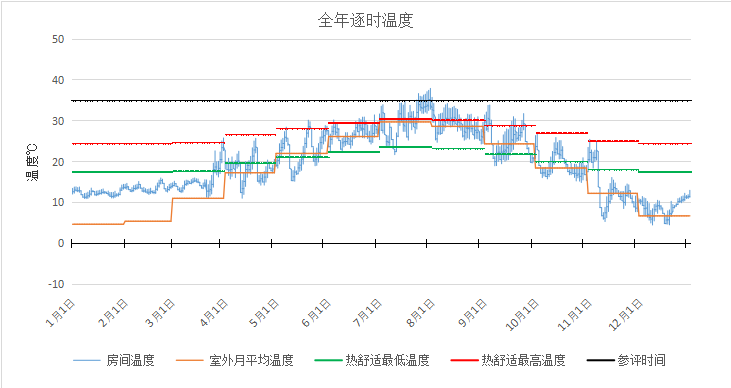 全年逐时温度
50
40
30
20
10
0
-10
温度℃
1月1日
2月1日
3月1日
4月1日
5月1日
6月1日
7月1日
8月1日
9月1日
10月1日
11月1日
12月1日
房间温度 室外月平均温度 热舒适最低温度 热舒适最高温度 参评时间